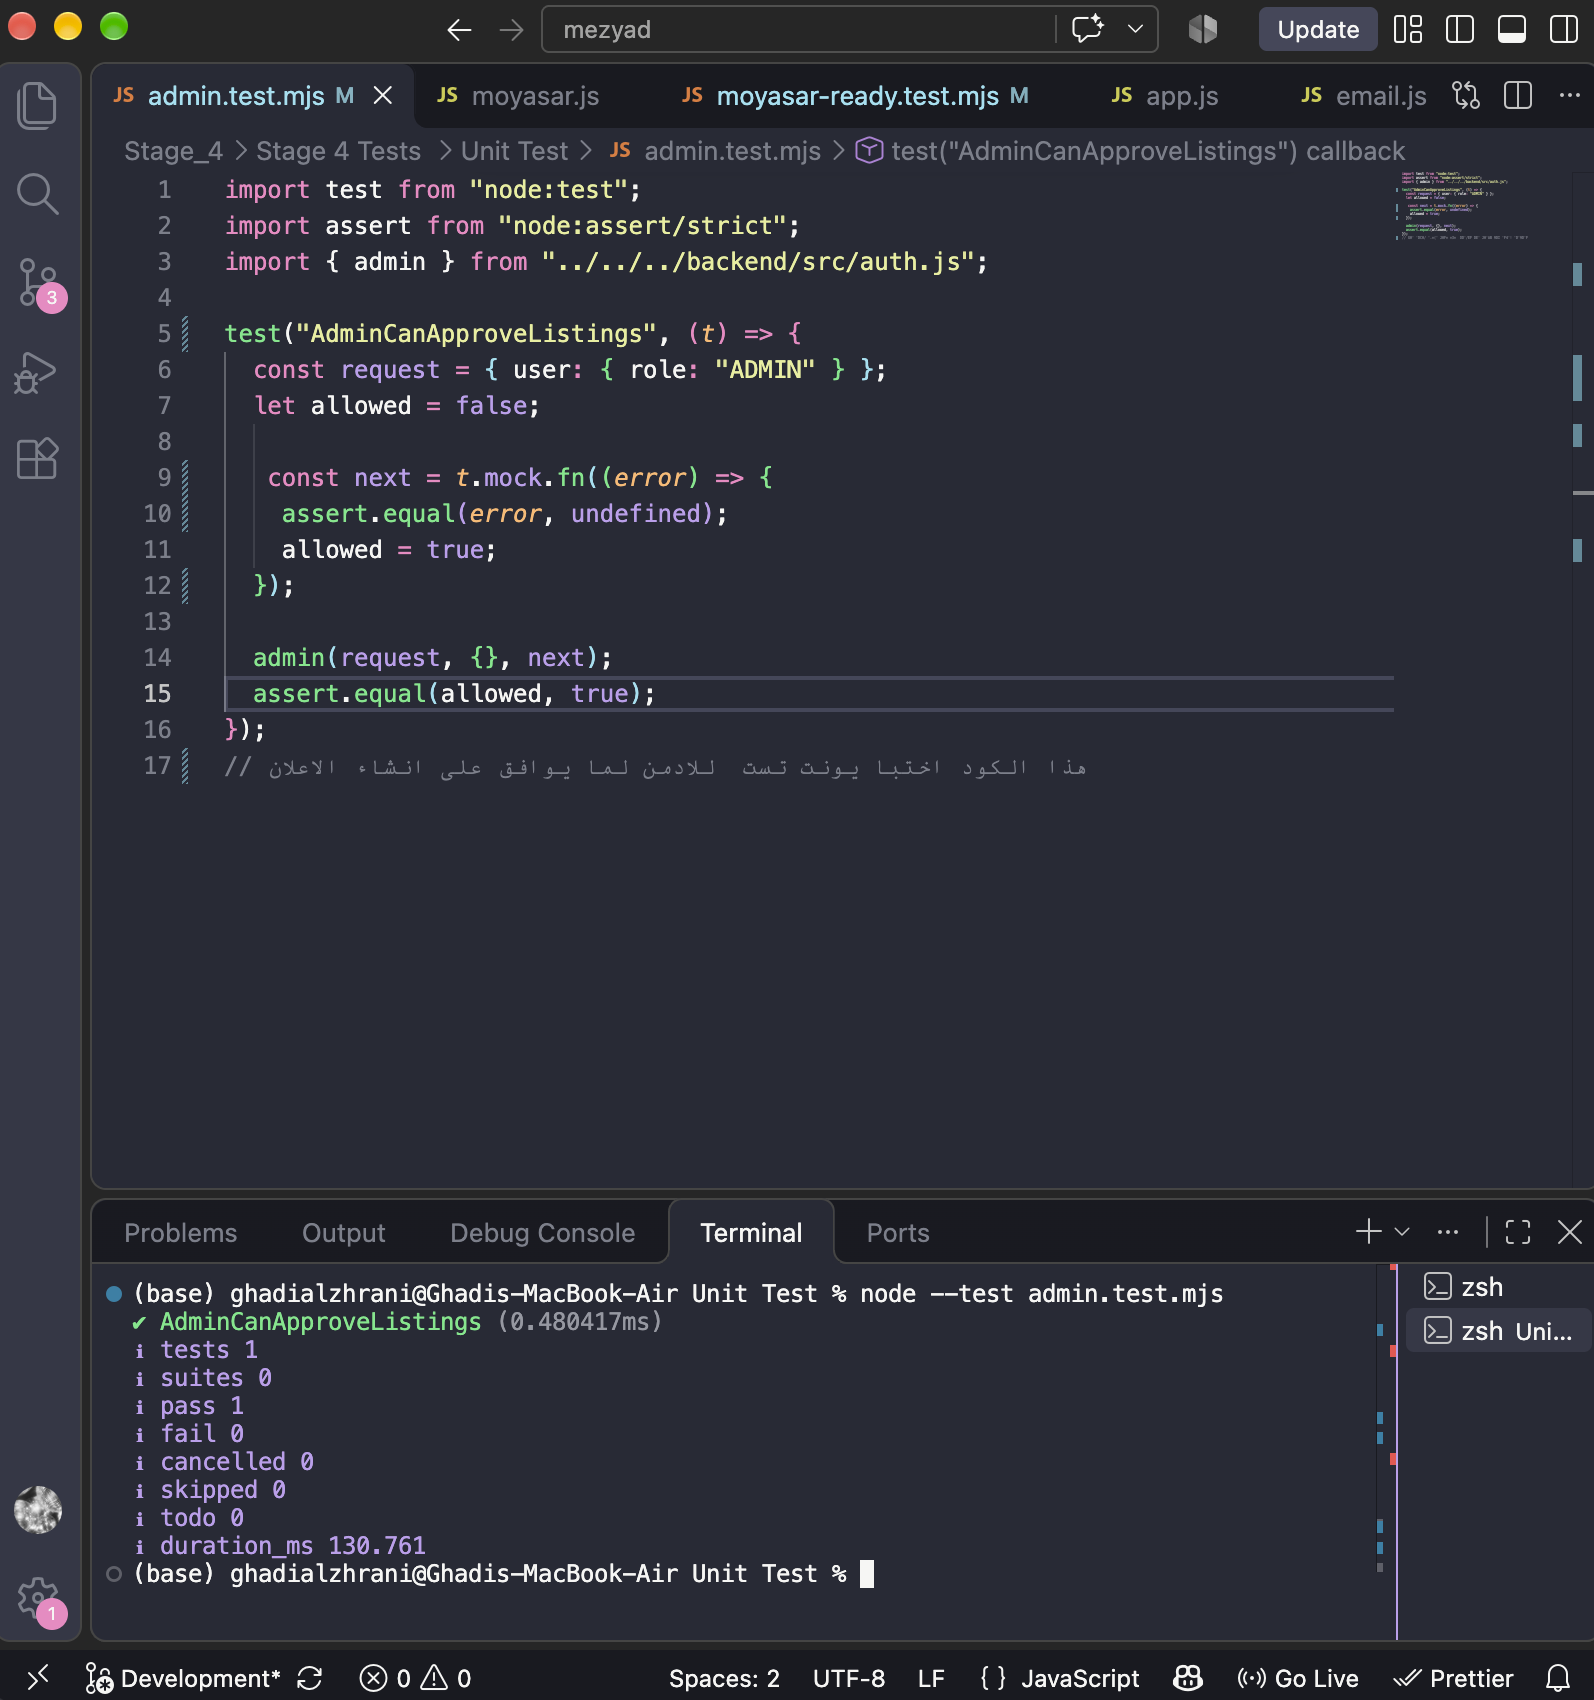 mezyad
Update
JS admin.test.mjs M
JS moyasar.js
JS moyasar-ready.test.mjs M
JS app.js
JS email.js
Stage_4 > Stage 4 Tests > Unit Test > JS admin.test.mjs > test("AdminCanApproveListings") callback
1 import test from "node:test";
2 import assert from "node:assert/strict";
3 import { admin } from "../../../backend/src/auth.js";
4
5 test("AdminCanApproveListings", (t) => {
6 const request = { user: { role: "ADMIN" } };
7 let allowed = false;
8
9 const next = t.mock.fn((error) => {
10 assert.equal(error, undefined);
11 allowed = true;
12 });
13
14 admin(request, {}, next);
15 assert.equal(allowed, true);
16 });
17 // هذا الكود اختبا يونت تست للادمن لما يوافق على انشاء الاعلان
3
1
Problems Output Debug Console Terminal Ports
(base) ghadialzhrani@Ghadis-MacBook-Air Unit Test % node --test admin.test.mjs
✔ AdminCanApproveListings (0.480417ms)
ℹ tests 1
ℹ suites 0
ℹ pass 1
ℹ fail 0
ℹ cancelled 0
ℹ skipped 0
ℹ todo 0
ℹ duration_ms 130.761
(base) ghadialzhrani@Ghadis-MacBook-Air Unit Test %
zsh
zsh Uni...
Development* 0 0 Spaces: 2 UTF-8 LF {} JavaScript Go Live Prettier